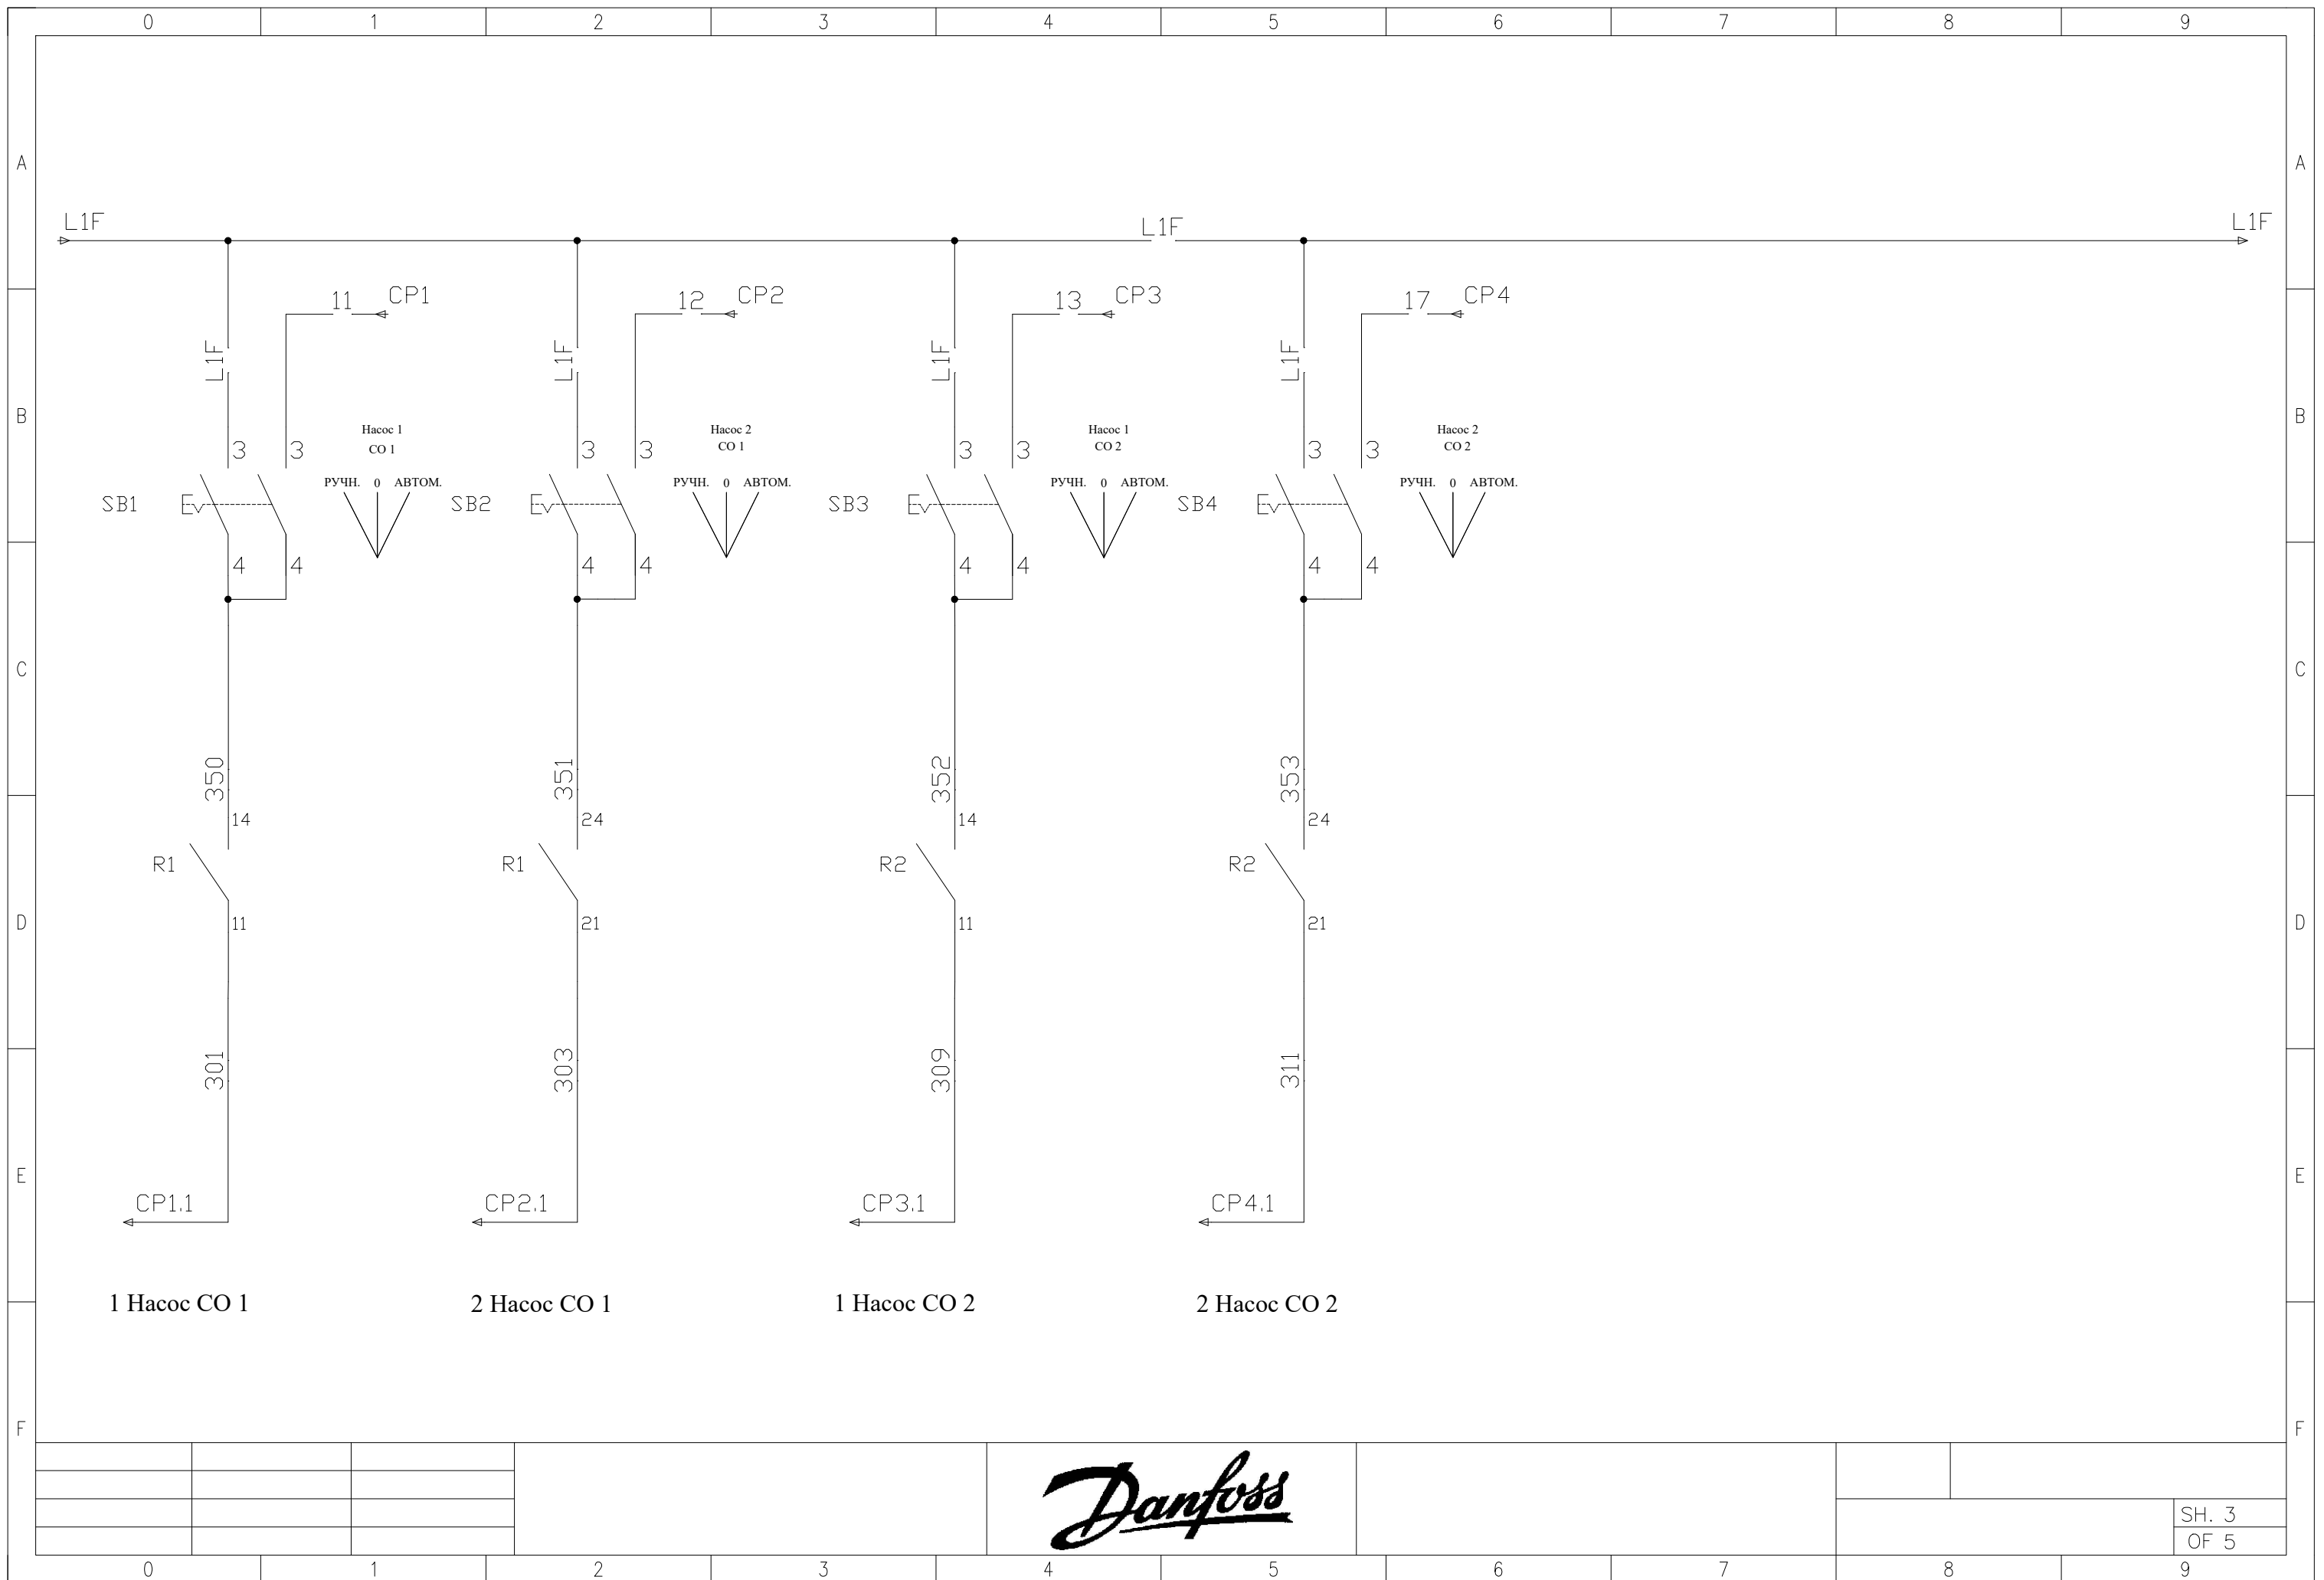 0 1 2 3 4 5 6 7 8 9
A A
L1F L1F L1F
11 CP1 12 CP2 13 CP3 17 CP4
L1F L1F L1F L1F
B B
Насос 1 Насос 2 Насос 1 Насос 2
СО 1 СО 1 СО 2 СО 2
3 3 3 3 3 3 3 3
РУЧН. 0 АВТОМ. РУЧН. 0 АВТОМ. РУЧН. 0 АВТОМ. РУЧН. 0 АВТОМ.
SB1 SB2 SB3 SB4
4 4 4 4 4 4 4 4
C C
350 351 352 353
14 24 14 24
R1 R1 R2 R2
D D
11 21 11 21
301 303 309 311
E E
CP1.1 CP2.1 CP3.1 CP4.1
1 Насос СО 1 2 Насос СО 1 1 Насос СО 2 2 Насос СО 2
F F
Danfoss
SH. 3
OF 5
0 1 2 3 4 5 6 7 8 9